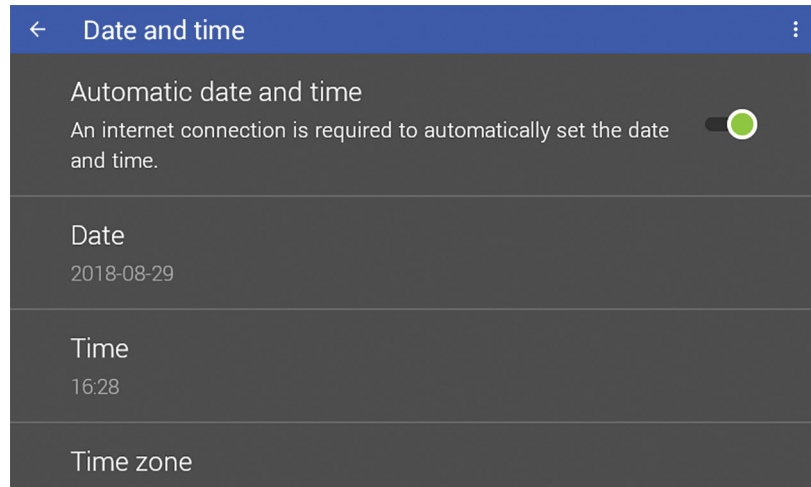 Date and time
Automatic date and time
An internet connection is required to automatically set the date
and time.
Date
2018-08-29
Time
16:28
Time zone